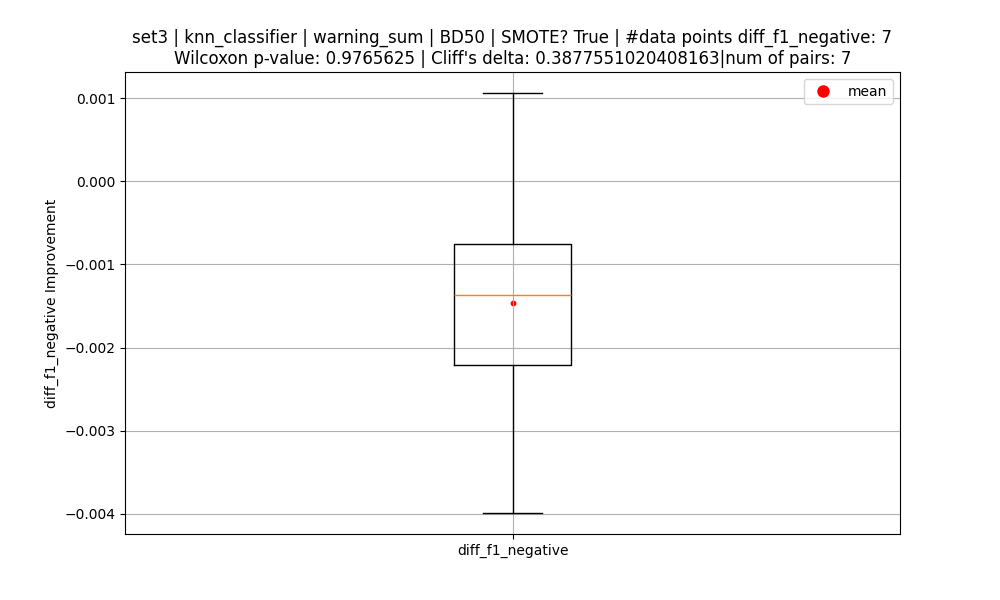 set3 | knn_classifier | warning_sum | BD50 | SMOTE? True | #data points diff_f1_negative: 7
Wilcoxon p-value: 0.9765625 | Cliff's delta: 0.3877551020408163|num of pairs: 7
mean
0.001
0.000
−0.001
−0.002
−0.003
−0.004
diff_f1_negative Improvement
diff_f1_negative